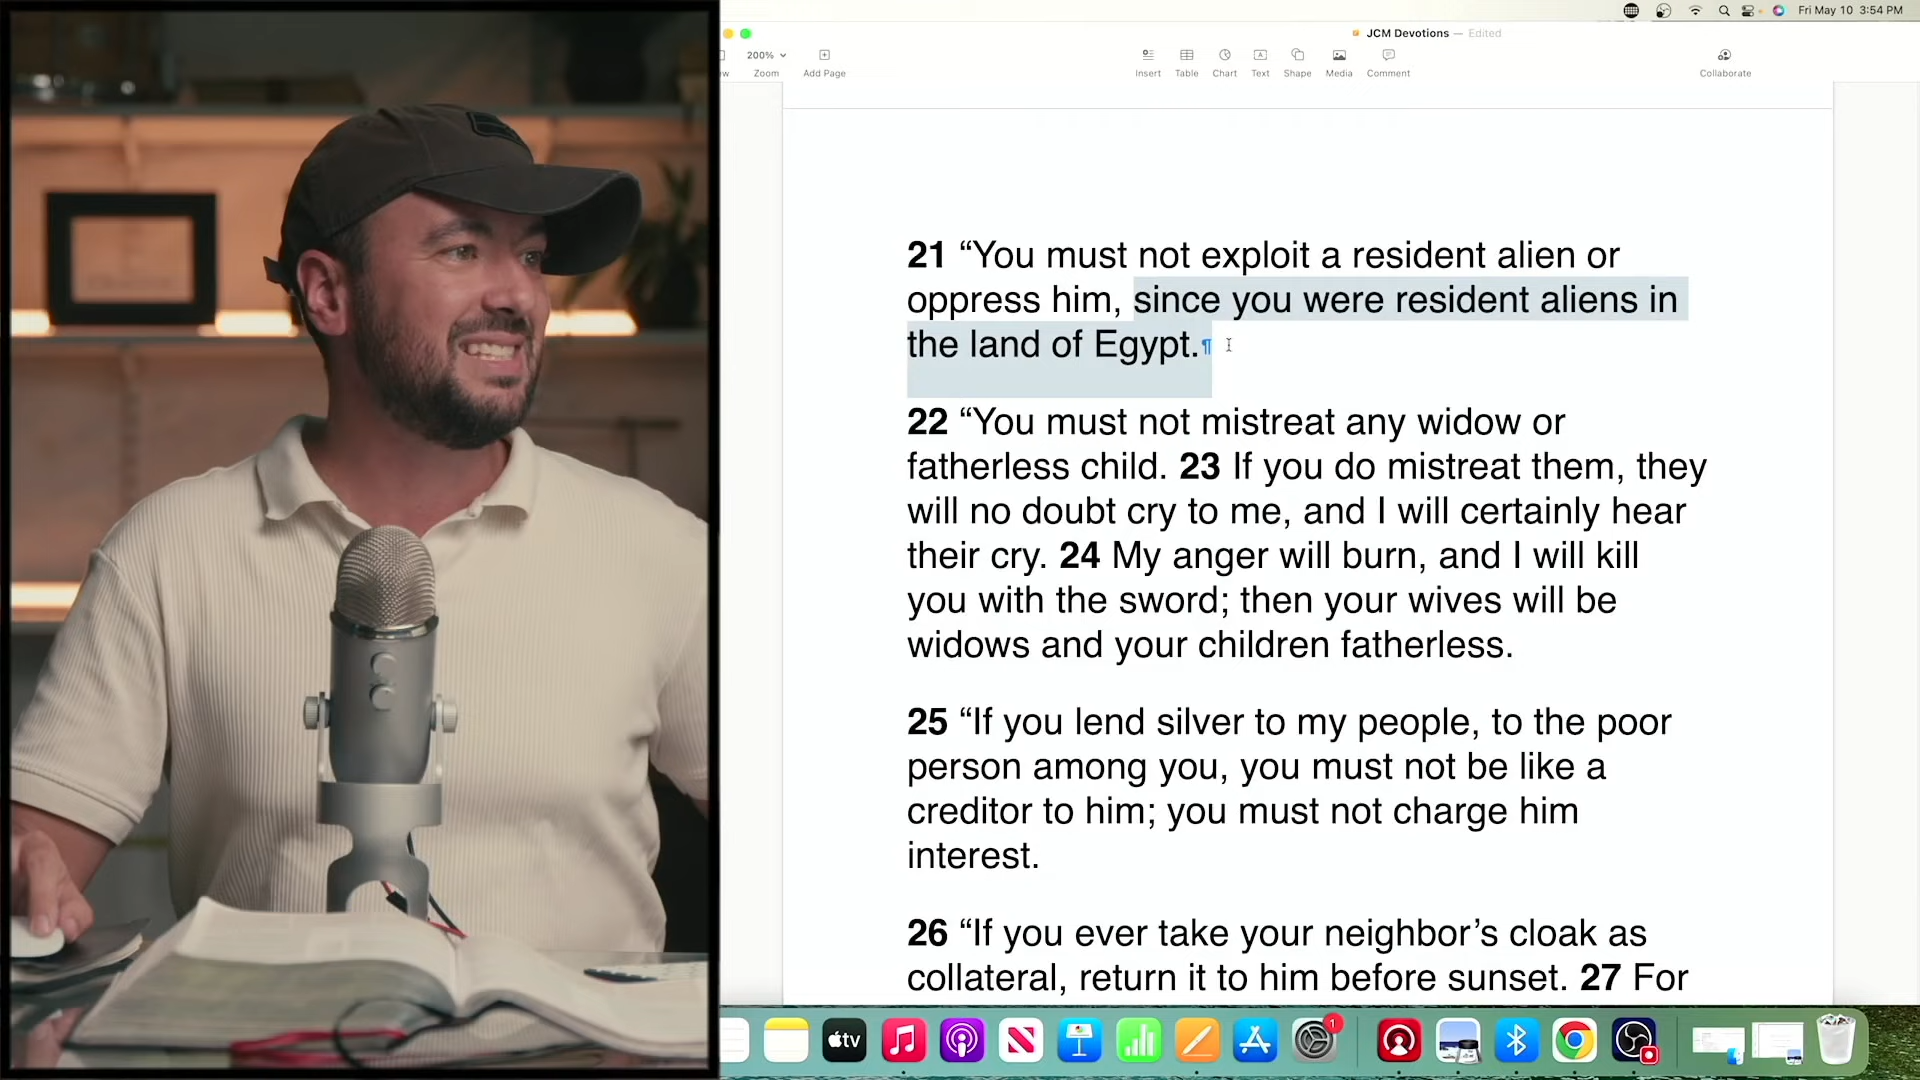 Fri May 10 3:54 PM
JCM Devotions — Edited
200%
Zoom
Add Page
Insert
Table
Chart
Text
Shape
Media
Comment
Collaborate
21 “You must not exploit a resident alien or
oppress him, since you were resident aliens in
the land of Egypt.¶
22 “You must not mistreat any widow or
fatherless child. 23 If you do mistreat them, they
will no doubt cry to me, and I will certainly hear
their cry. 24 My anger will burn, and I will kill
you with the sword; then your wives will be
widows and your children fatherless.
25 “If you lend silver to my people, to the poor
person among you, you must not be like a
creditor to him; you must not charge him
interest.
26 “If you ever take your neighbor’s cloak as
collateral, return it to him before sunset. 27 For
tv
1